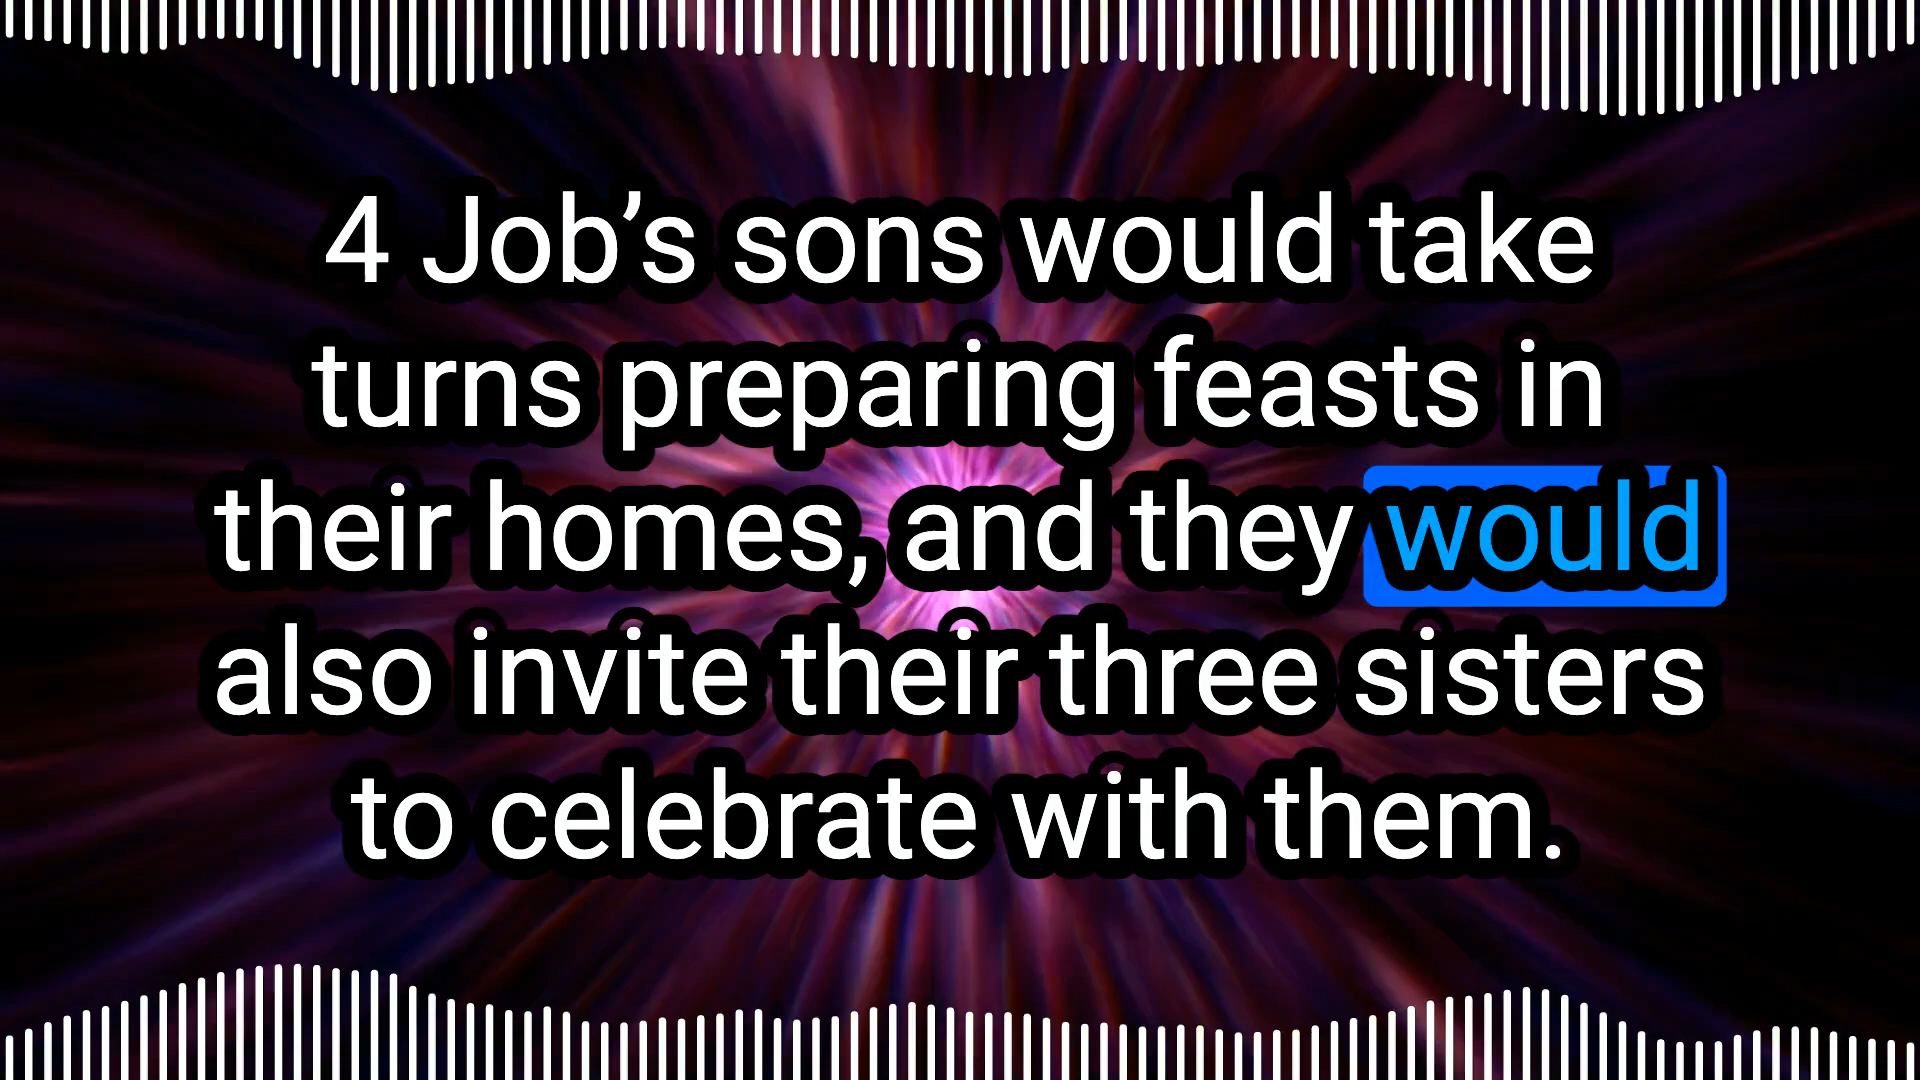 4 Job’s sons would take
turns preparing feasts in
their homes, and they would
also invite their three sisters
to celebrate with them.